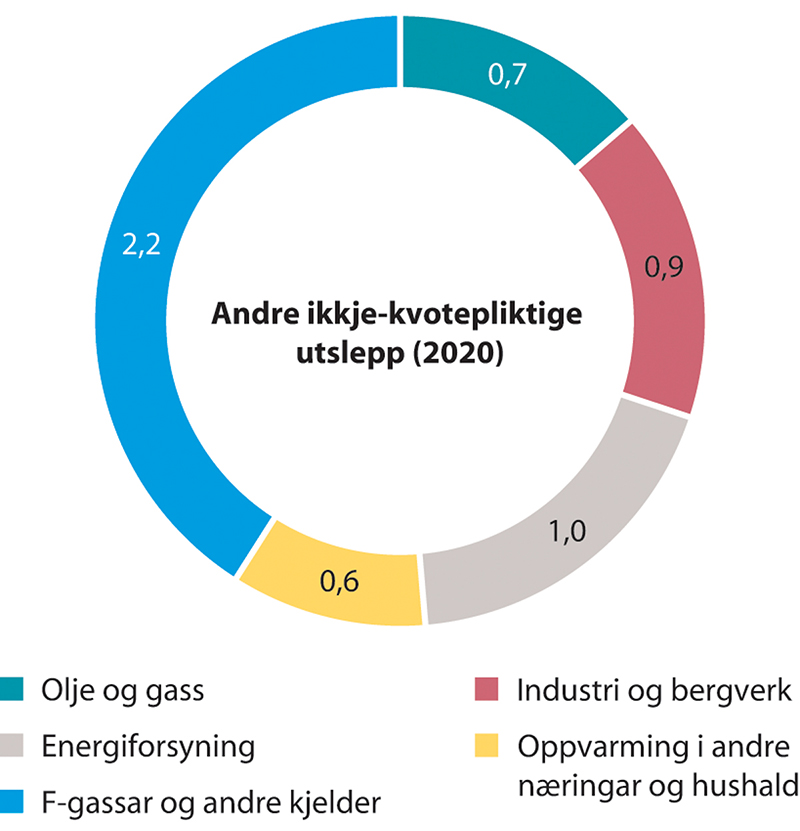 0,7
0,9
2,2
Andre ikkje-kvotepliktige
utslepp (2020)
1,0
0,6
Olje og gass
Industri og bergverk
Energiforsyning
Oppvarming i andre
næringar og hushald
F-gassar og andre kjelder